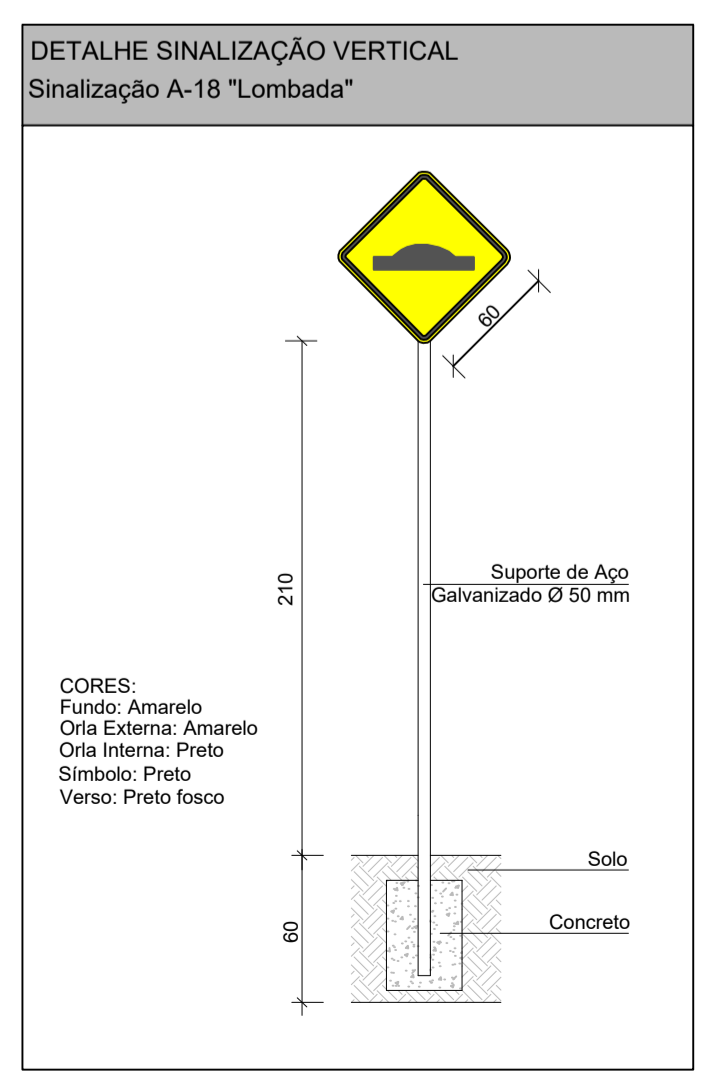 DETALHE SINALIZAÇÃO VERTICAL
Sinalização A-18 "Lombada"
60
210
Suporte de Aço
Galvanizado Ø 50 mm
CORES:
Fundo: Amarelo
Orla Externa: Amarelo
Orla Interna: Preto
Símbolo: Preto
Verso: Preto fosco
Solo
60
Concreto